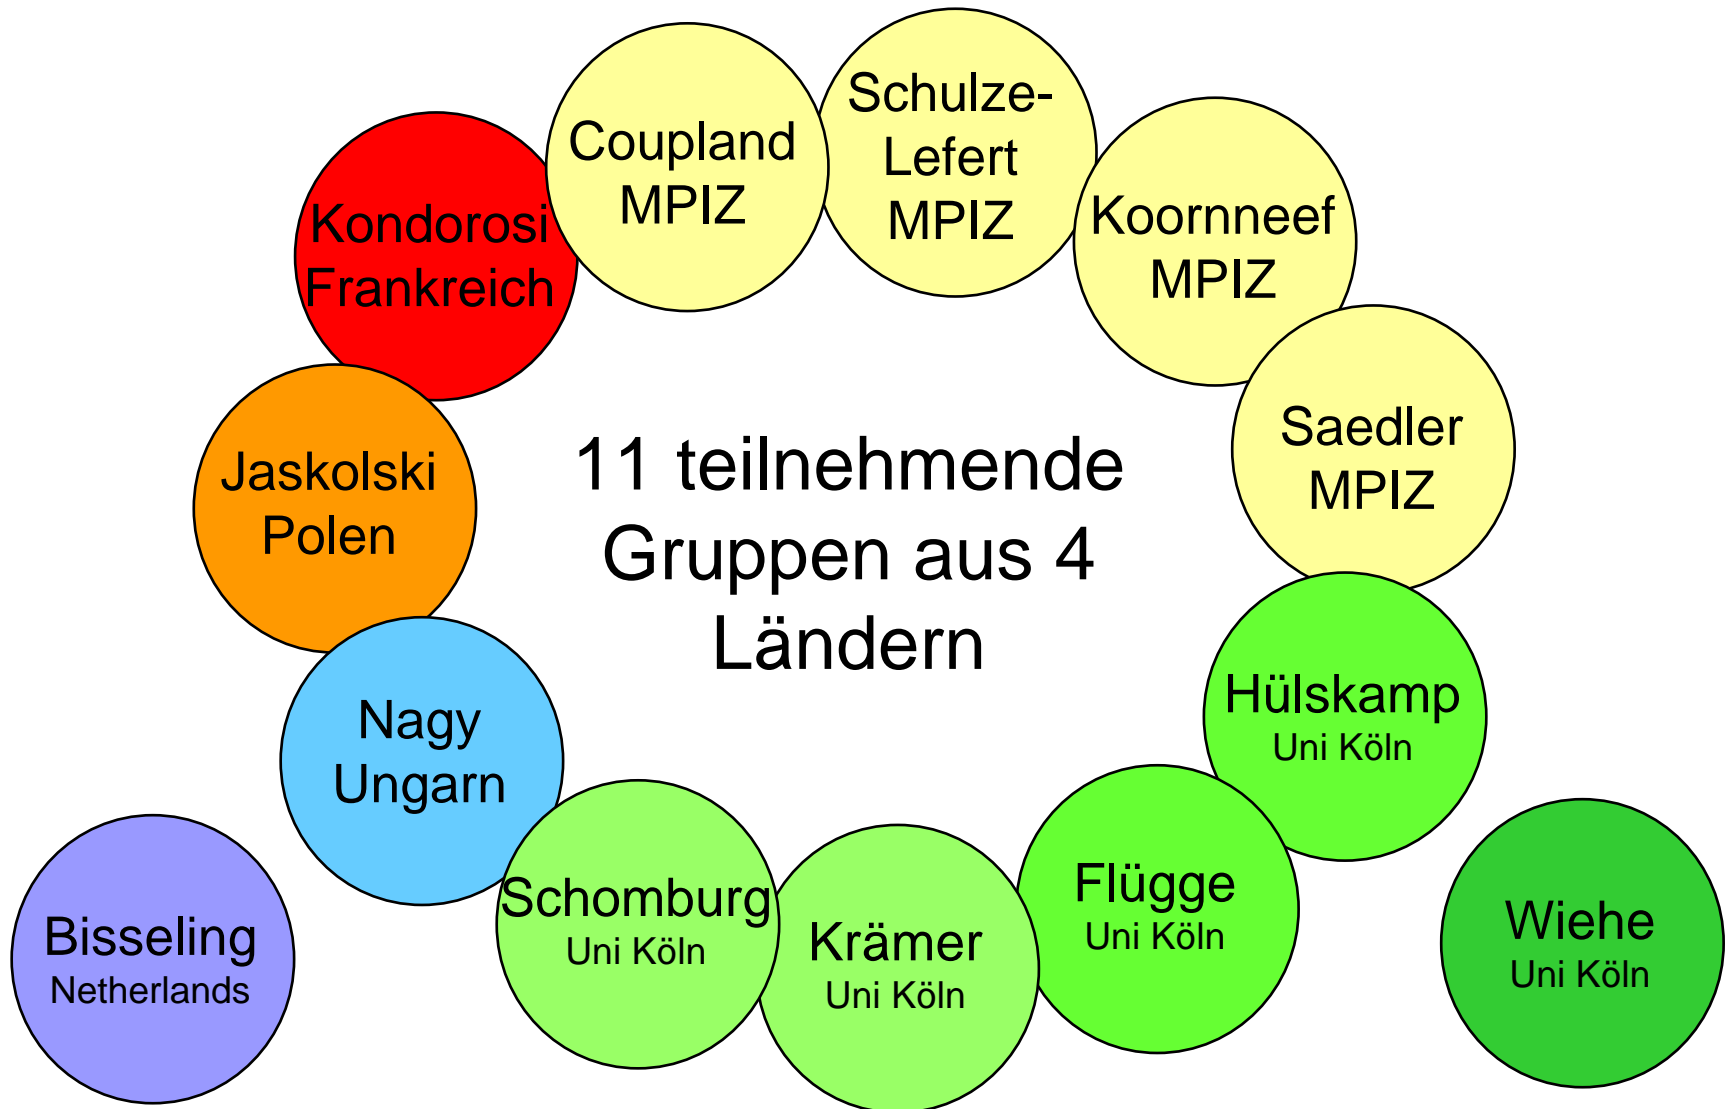 Schulze-
Lefert
MPIZ
Coupland
MPIZ
Koornneef
MPIZ
Kondorosi
Frankreich
Saedler
MPIZ
Jaskolski
Polen
11 teilnehmende
Gruppen aus 4
Ländern
Hülskamp
Uni Köln
Nagy
Ungarn
Flügge
Uni Köln
Schomburg
Uni Köln
Krämer
Uni Köln
Bisseling
Netherlands
Wiehe
Uni Köln